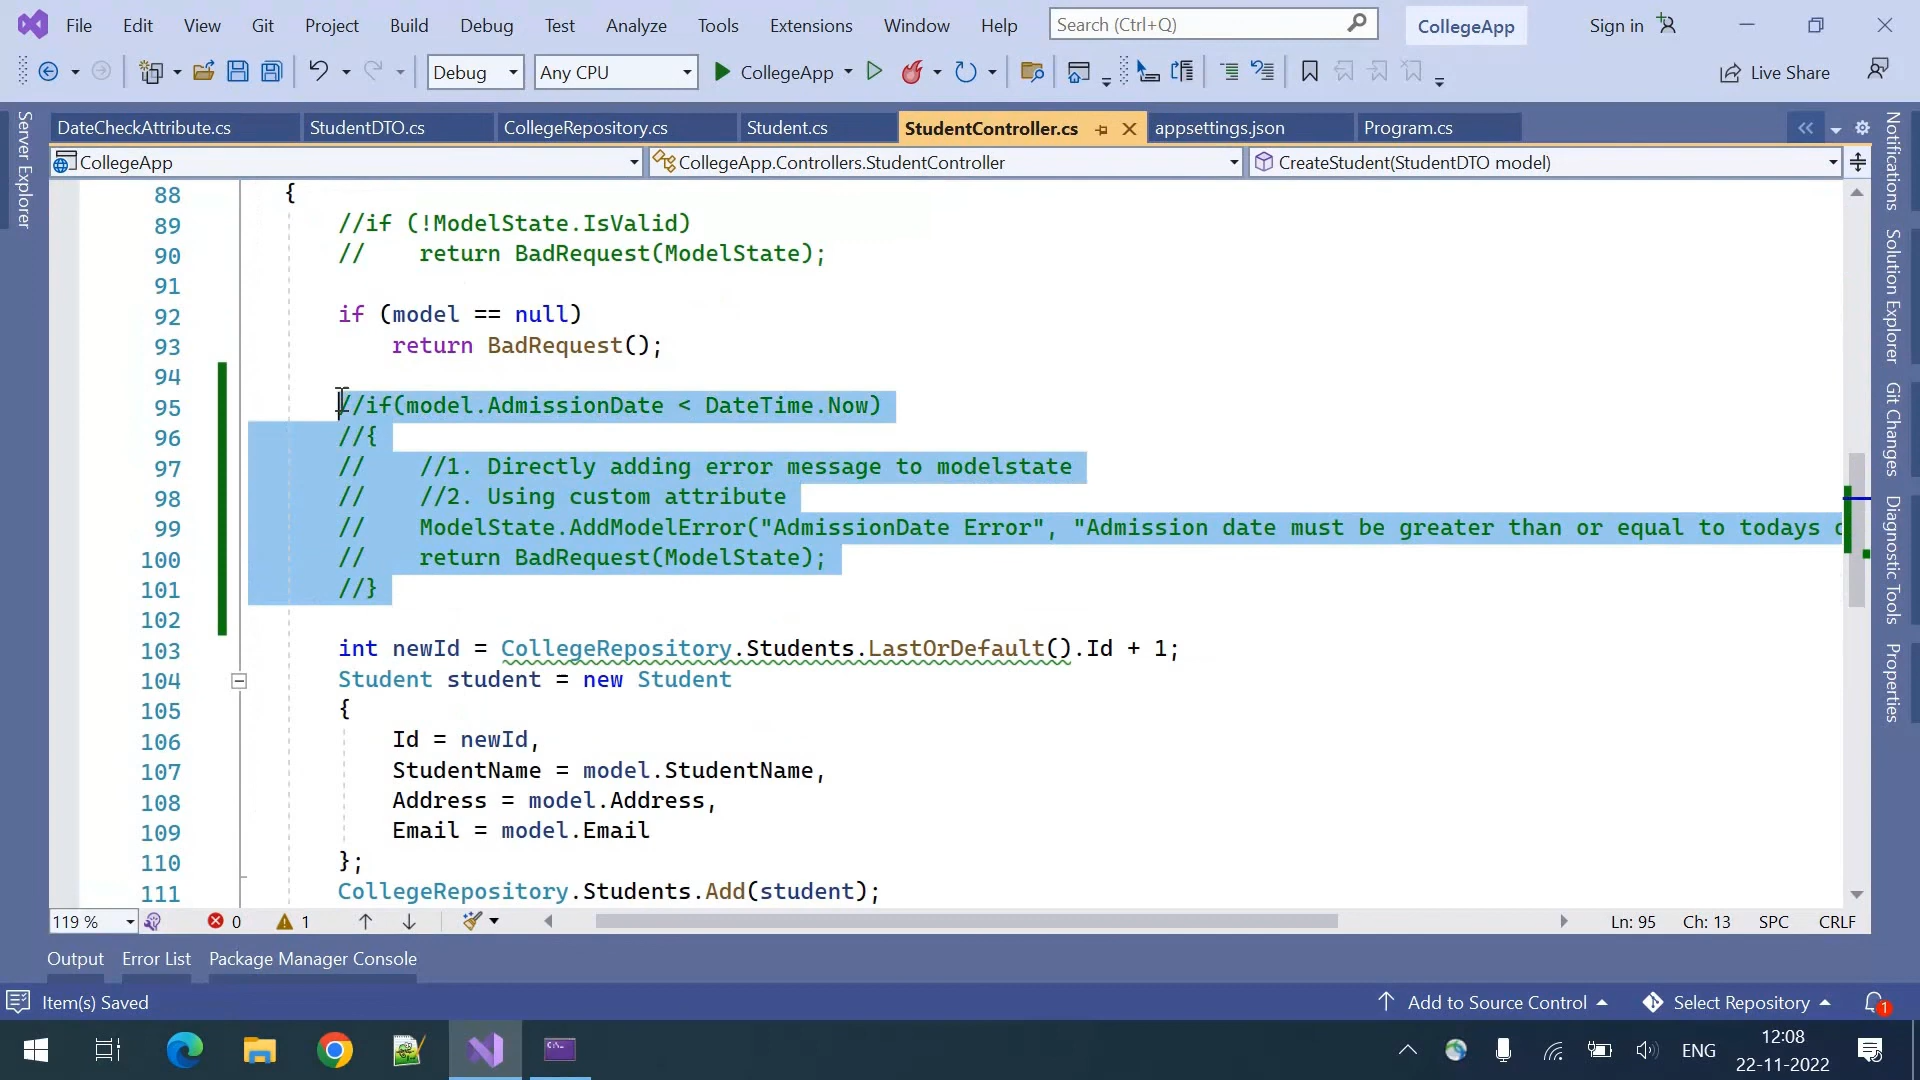 File Edit View Git Project Build Debug Test Analyze Tools Extensions Window Help Search (Ctrl+Q) CollegeApp Sign in
Debug Any CPU CollegeApp Live Share
DateCheckAttribute.cs StudentDTO.cs CollegeRepository.cs Student.cs StudentController.cs appsettings.json Program.cs
CollegeApp CollegeApp.Controllers.StudentController CreateStudent(StudentDTO model)
Server Explorer
88 {
89 //if (!ModelState.IsValid)
90 //    return BadRequest(ModelState);
91
92 if (model == null)
93 return BadRequest();
94
95 //if(model.AdmissionDate < DateTime.Now)
96 //{
97 //    //1. Directly adding error message to modelstate
98 //    //2. Using custom attribute
99 //    ModelState.AddModelError("AdmissionDate Error", "Admission date must be greater than or equal to todays
100 //    return BadRequest(ModelState);
101 //}
102
103 int newId = CollegeRepository.Students.LastOrDefault().Id + 1;
104 Student student = new Student
105 {
106 Id = newId,
107 StudentName = model.StudentName,
108 Address = model.Address,
109 Email = model.Email
110 };
111 CollegeRepository.Students.Add(student);
Notifications
Solution Explorer
Git Changes
Diagnostic Tools
Properties
119 % 0 1 Ln: 95 Ch: 13 SPC CRLF
Output Error List Package Manager Console
Item(s) Saved Add to Source Control Select Repository 1
ENG 12:08
22-11-2022